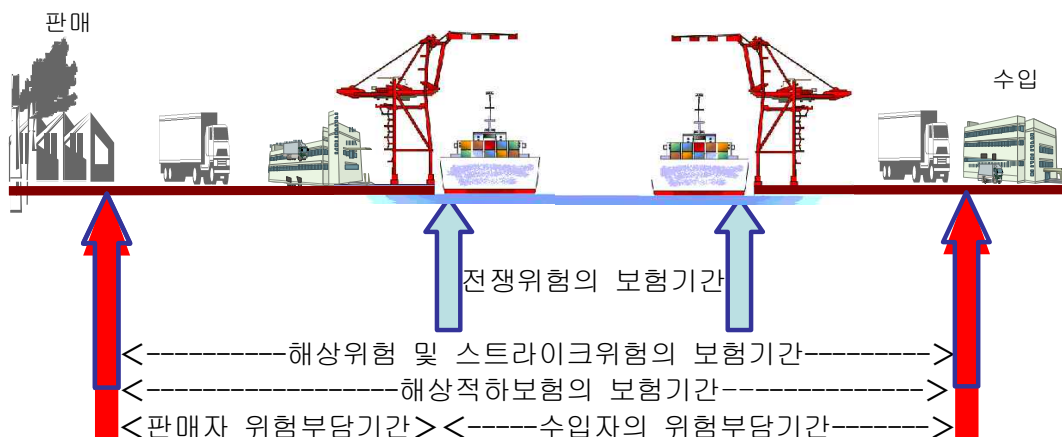 판매
수입
전쟁위험의 보험기간
<----------해상위험 및 스트라이크위험의 보험기간--------->
<------------------해상적하보험의 보험기간--------------->
<판매자 위험부담기간><-----수입자의 위험부담기간-------->